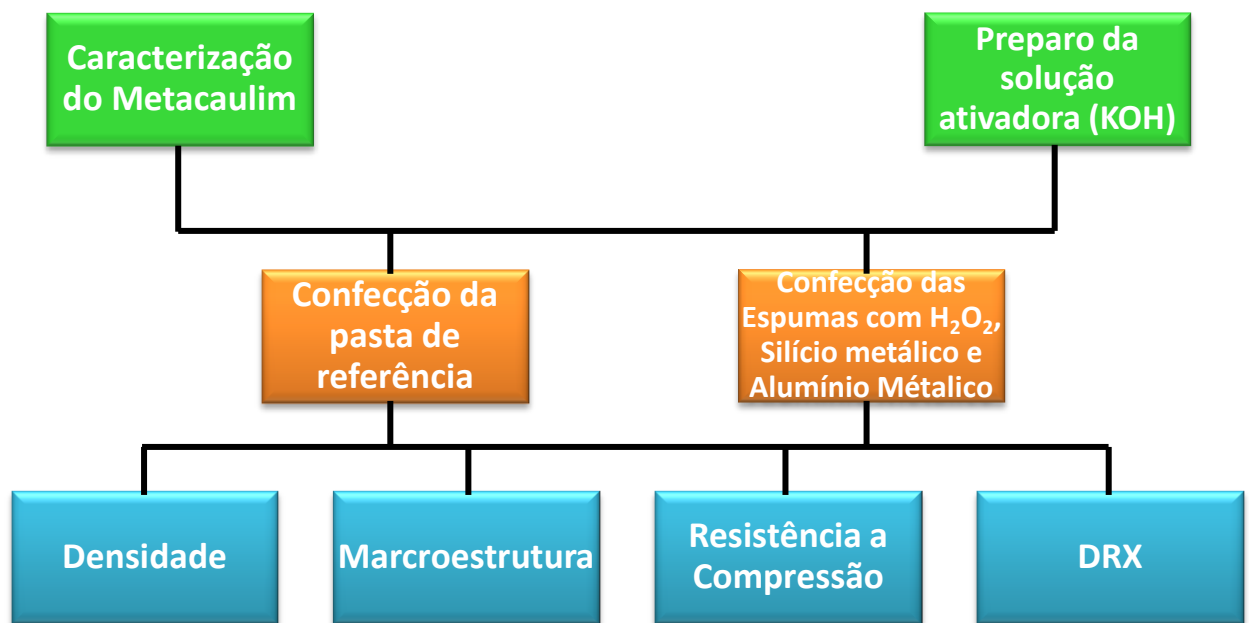 Caracterização
do Metacaulim
Preparo da
solução
ativadora (KOH)
Confecção da
pasta de
referência
Confecção das
Espumas com H₂O₂,
Silício metálico e
Alumínio Métalico
Densidade
Marcroestrutura
Resistência a
Compressão
DRX